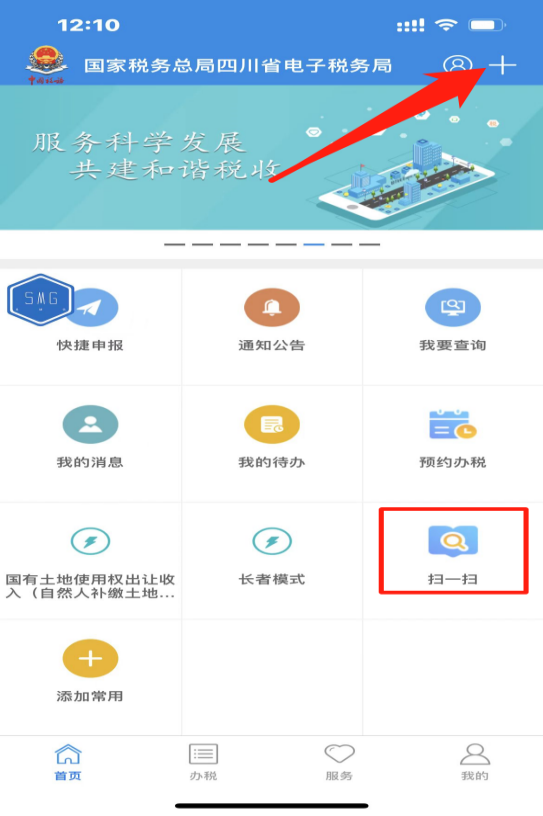 12:10
国家税务总局四川省电子税务局
中国税务
服务科学发展
共建和谐税收
SMG
快捷申报
通知公告
我要查询
我的消息
我的待办
预约办税
国有土地使用权出让收
入（自然人补缴土地...
长者模式
扫一扫
添加常用
首页
办税
服务
我的